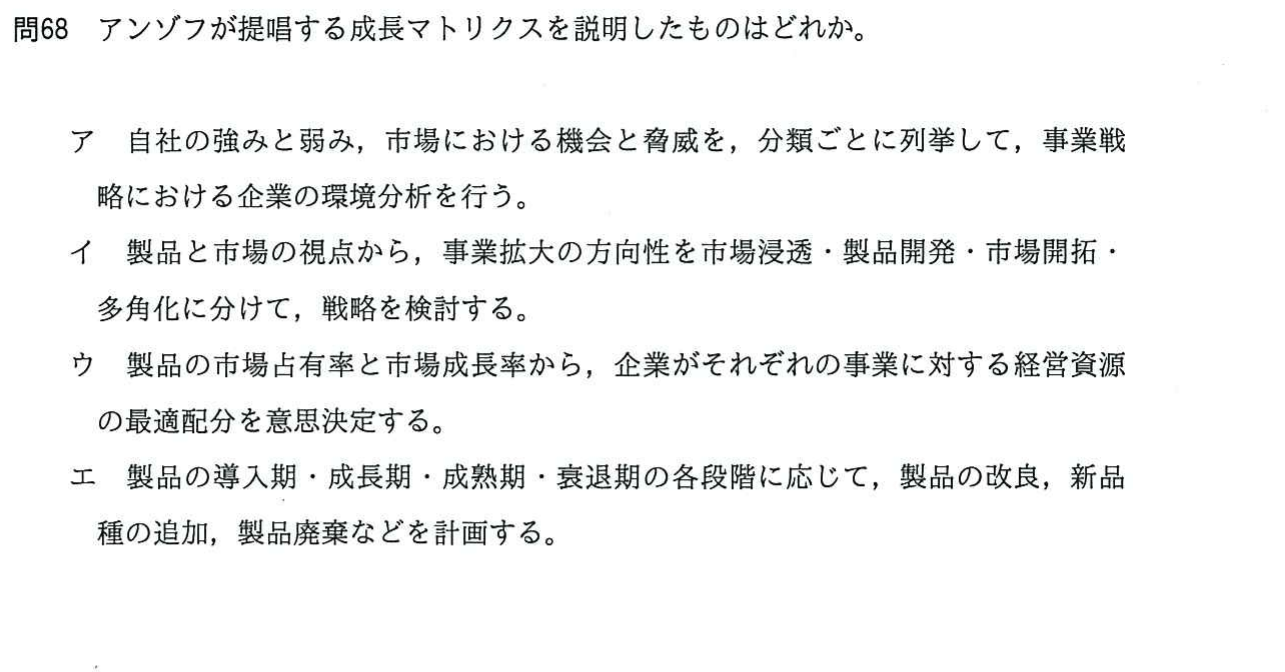 問68　アンゾフが提唱する成長マトリクスを説明したものはどれか。
ア　自社の強みと弱み，市場における機会と脅威を，分類ごとに列挙して，事業戦
略における企業の環境分析を行う。
イ　製品と市場の視点から，事業拡大の方向性を市場浸透・製品開発・市場開拓・
多角化に分けて，戦略を検討する。
ウ　製品の市場占有率と市場成長率から，企業がそれぞれの事業に対する経営資源
の最適配分を意思決定する。
エ　製品の導入期・成長期・成熟期・衰退期の各段階に応じて，製品の改良，新品
種の追加，製品廃棄などを計画する。